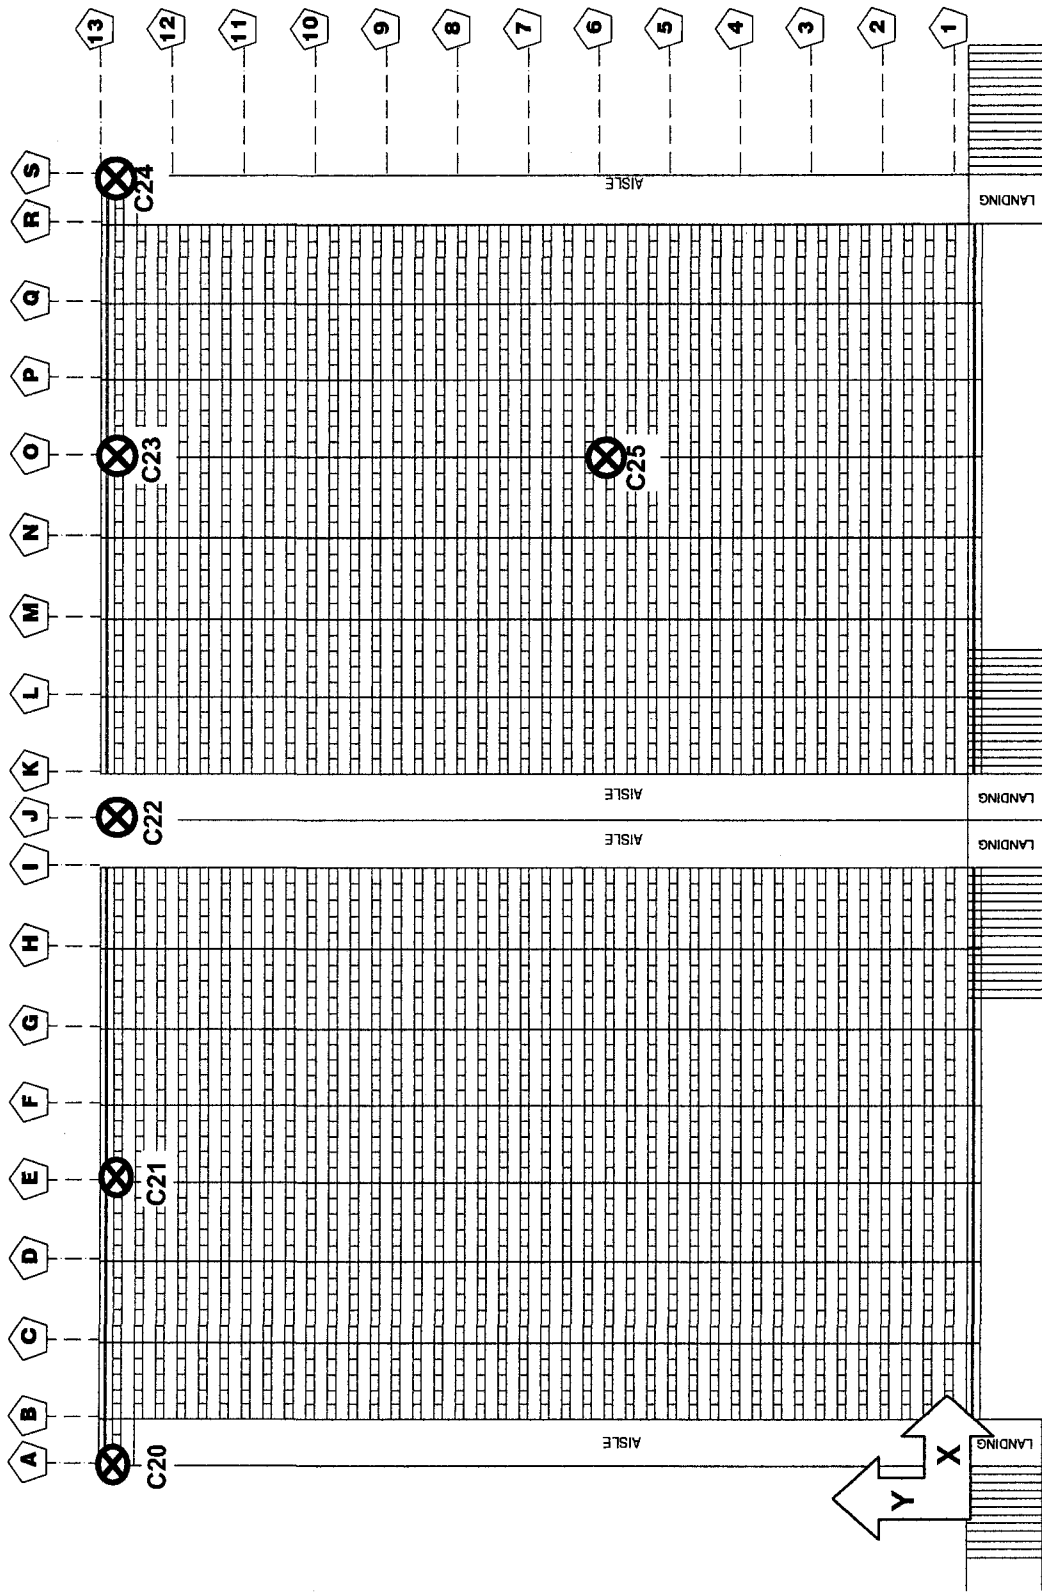 A B C D E F G H I J K L M N O P Q R S
13
12
11
10
9
8
7
6
5
4
3
2
1
C20
C21
C22
C23
C24
C25
AISLE
AISLE
AISLE
AISLE
LANDING
LANDING
LANDING
LANDING
Y
X